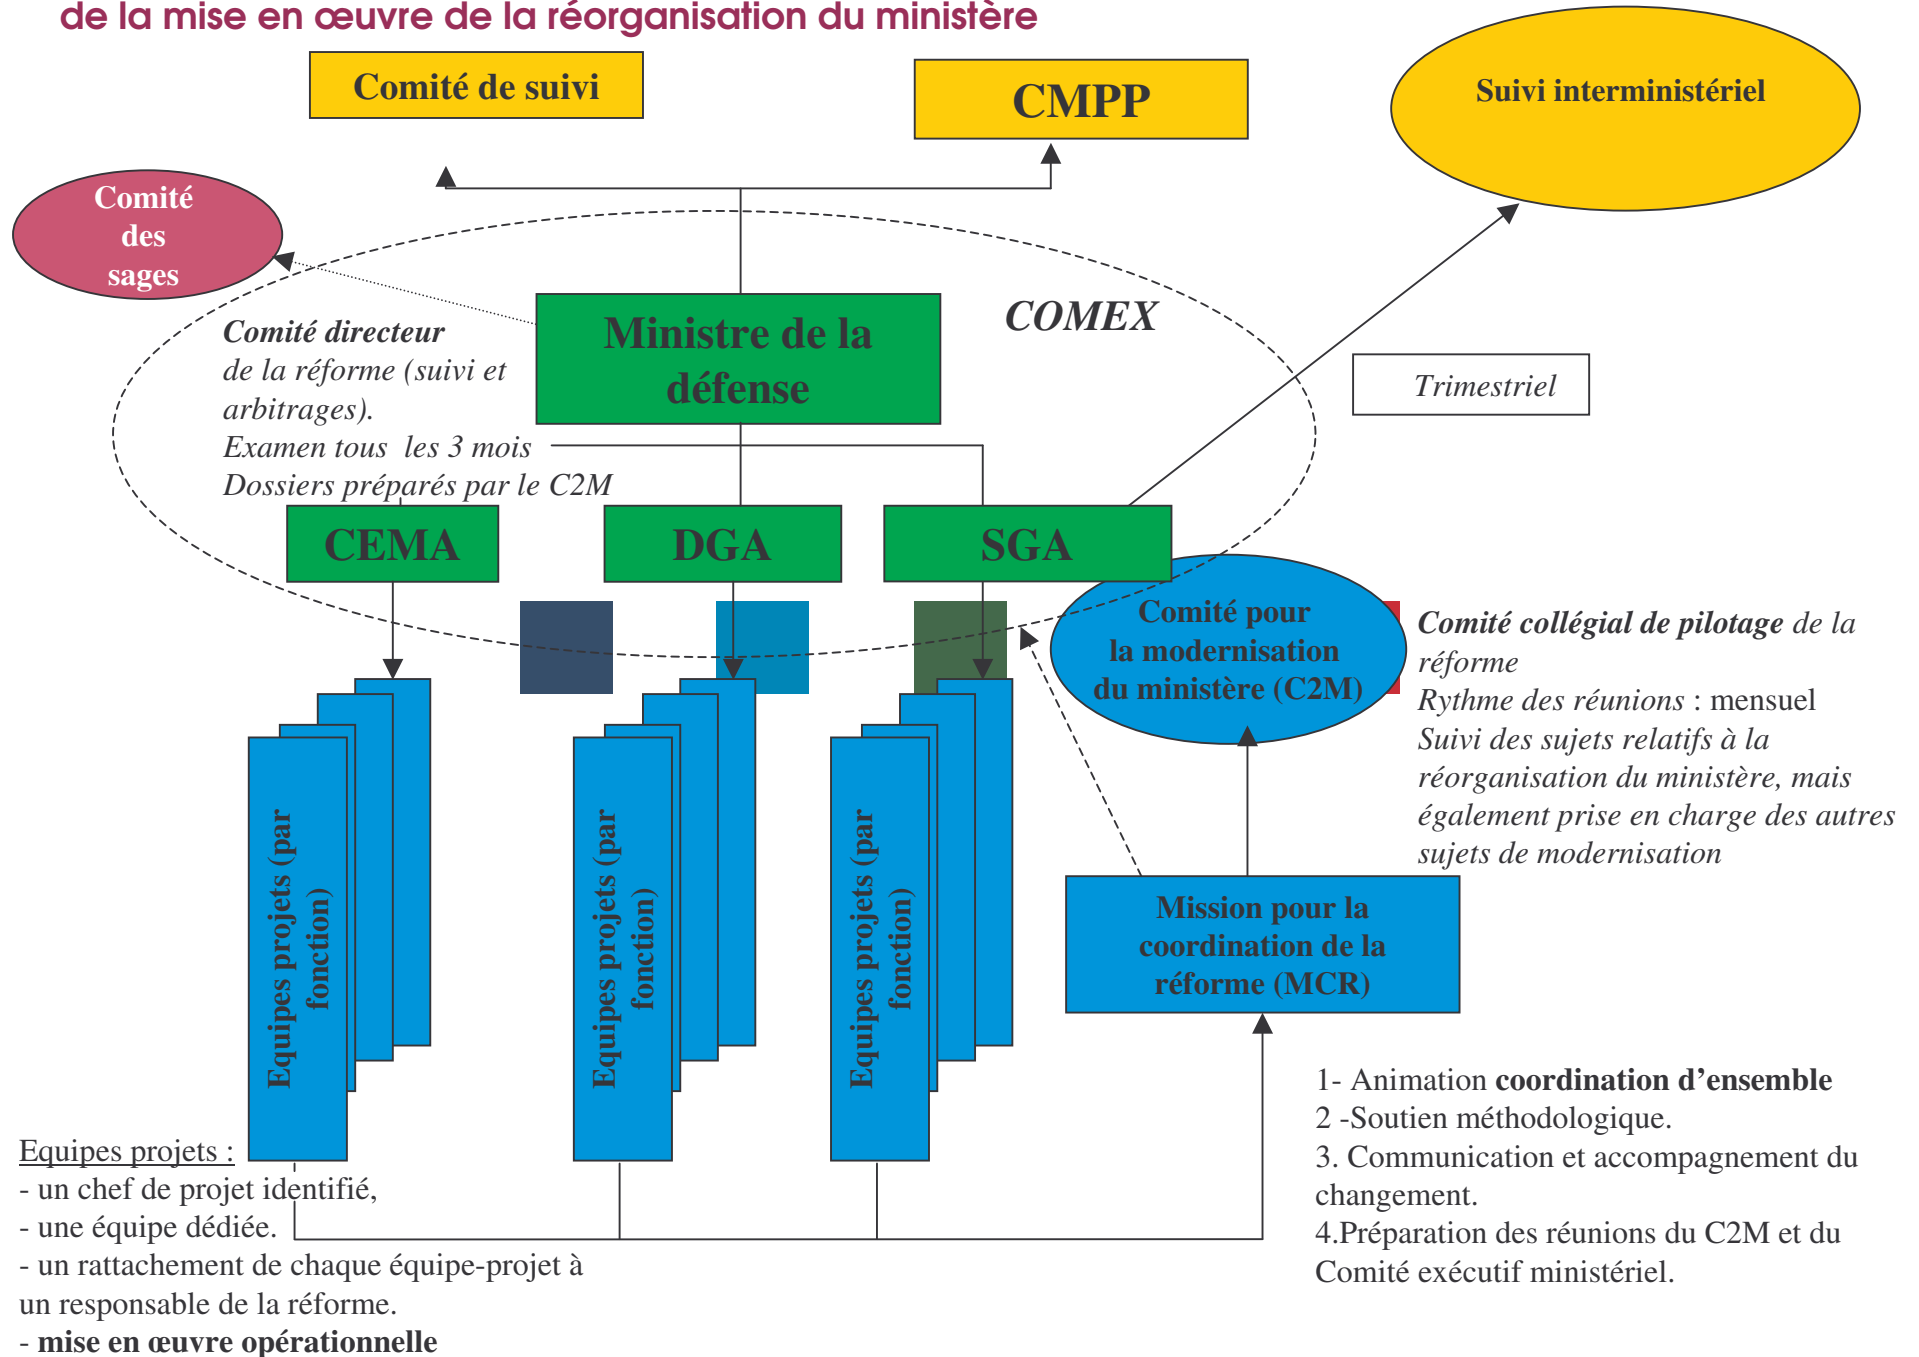 de la mise en œuvre de la réorganisation du ministère
Comité de suivi
CMPP
Suivi interministériel
Comité
des
sages
COMEX
Ministre de la
défense
Comité directeur
de la réforme (suivi et
arbitrages).
Examen tous  les 3 mois
Dossiers préparés par le C2M
Trimestriel
CEMA
DGA
SGA
Comité pour
la modernisation
du ministère (C2M)
Comité collégial de pilotage de la
réforme
Rythme des réunions : mensuel
Suivi des sujets relatifs à la
réorganisation du ministère, mais
également prise en charge des autres
sujets de modernisation
Equipes projets (par
fonction)
Equipes projets (par
fonction)
Equipes projets (par
fonction)
Mission pour la
coordination de la
réforme (MCR)
1- Animation coordination d’ensemble
2 -Soutien méthodologique.
3. Communication et accompagnement du
changement.
4.Préparation des réunions du C2M et du
Comité exécutif ministériel.
Equipes projets :
- un chef de projet identifié,
- une équipe dédiée.
- un rattachement de chaque équipe-projet à
un responsable de la réforme.
- mise en œuvre opérationnelle